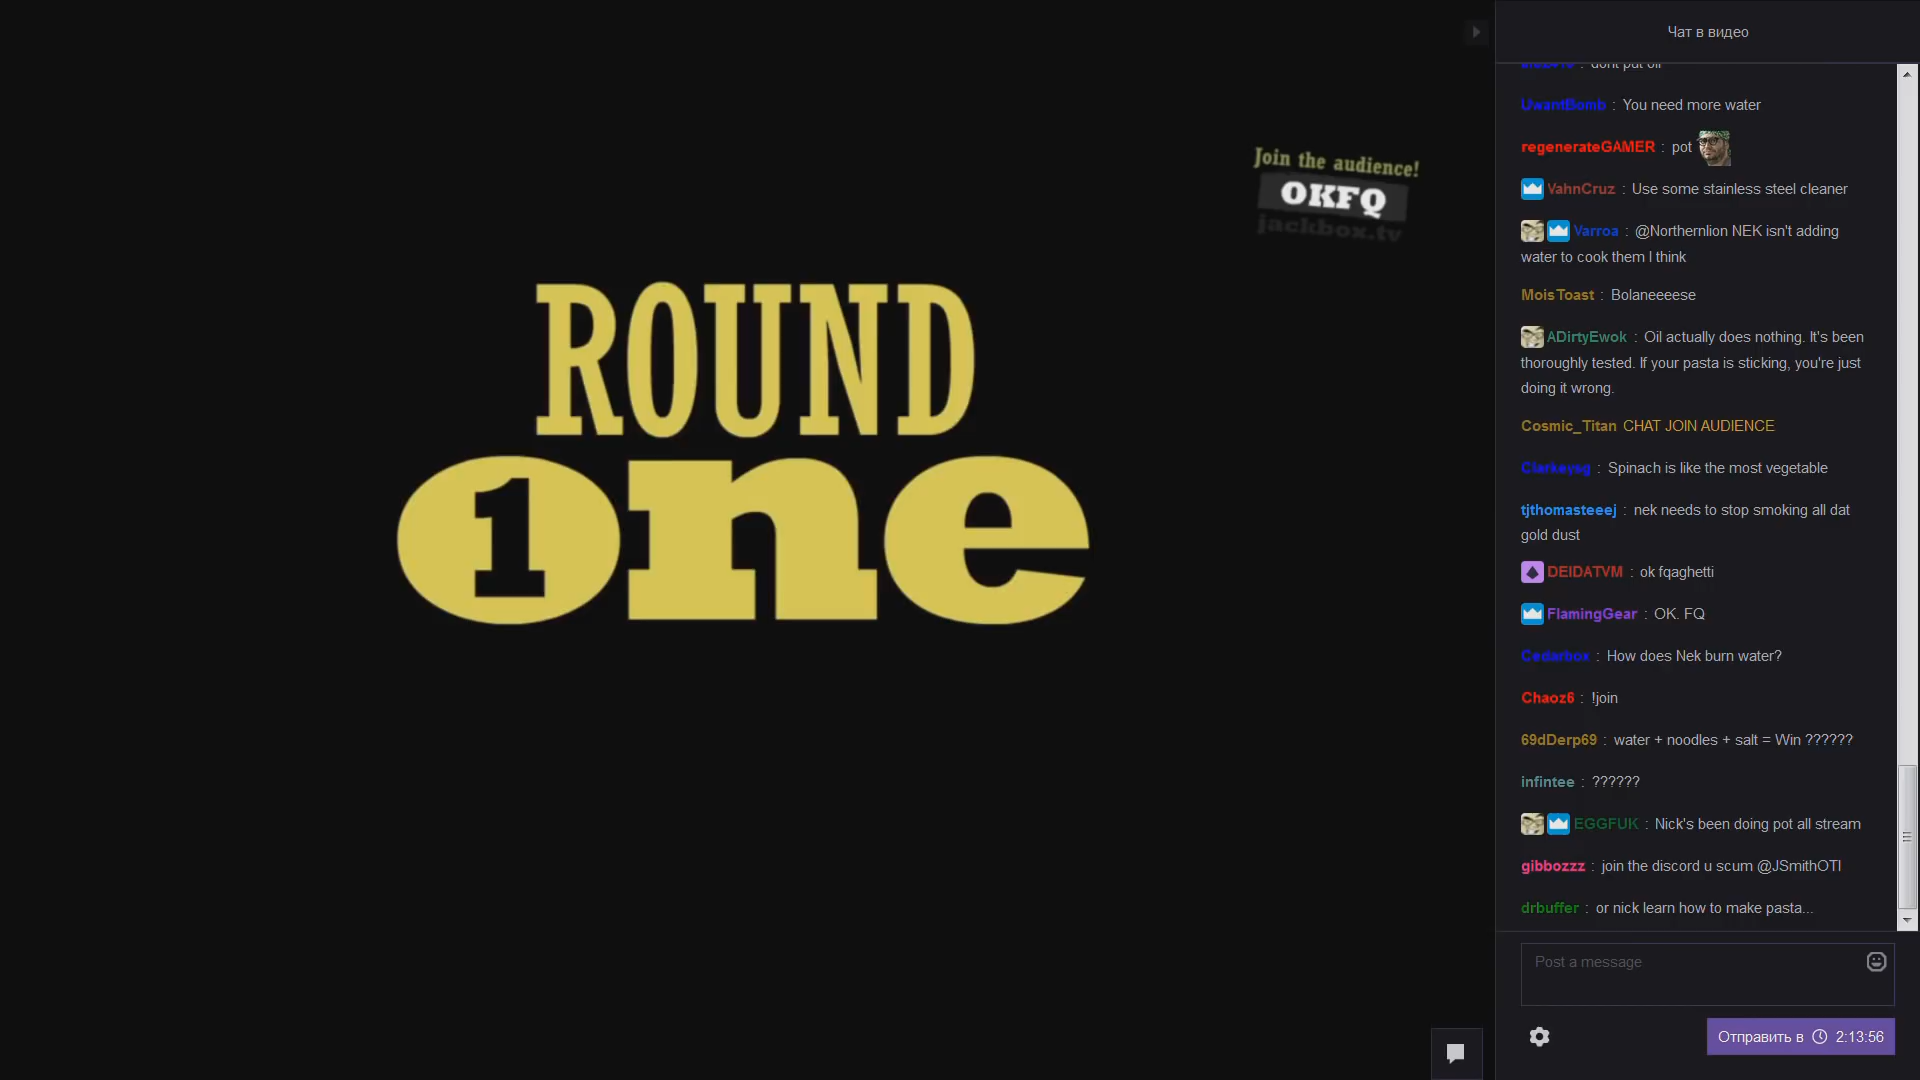 Join the audience!
OKFQ
jackbox.tv
ROUND
One
1
Чат в видео
: dont put oil
UwantBomb : You need more water
regenerateGAMER : pot
VahnCruz : Use some stainless steel cleaner
Varroa : @Northernlion NEK isn't adding
water to cook them I think
MoisToast : Bolaneeeese
ADirtyEwok : Oil actually does nothing. It's been
thoroughly tested. If your pasta is sticking, you're just
doing it wrong.
Cosmic_Titan CHAT JOIN AUDIENCE
Clarkeysg : Spinach is like the most vegetable
tjthomasteeej : nek needs to stop smoking all dat
gold dust
DEIDATVM : ok fqaghetti
FlamingGear : OK. FQ
Cedarbox : How does Nek burn water?
Chaoz6 : !join
69dDerp69 : water + noodles + salt = Win ??????
infintee : ??????
EGGFUK : Nick's been doing pot all stream
gibbozzz : join the discord u scum @JSmithOTI
drbuffer : or nick learn how to make pasta...
Post a message
Отправить в 2:13:56